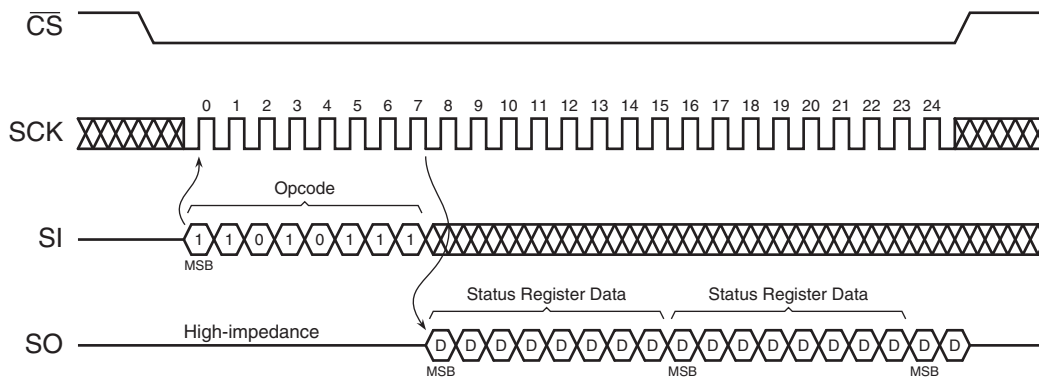 CS
SCK
0 1 2 3 4 5 6 7 8 9 10 11 12 13 14 15 16 17 18 19 20 21 22 23 24
Opcode
SI
1 1 0 1 0 1 1 1
MSB
Status Register Data Status Register Data
SO
High-impedance
D D D D D D D D D D D D D D D D D D
MSB MSB MSB